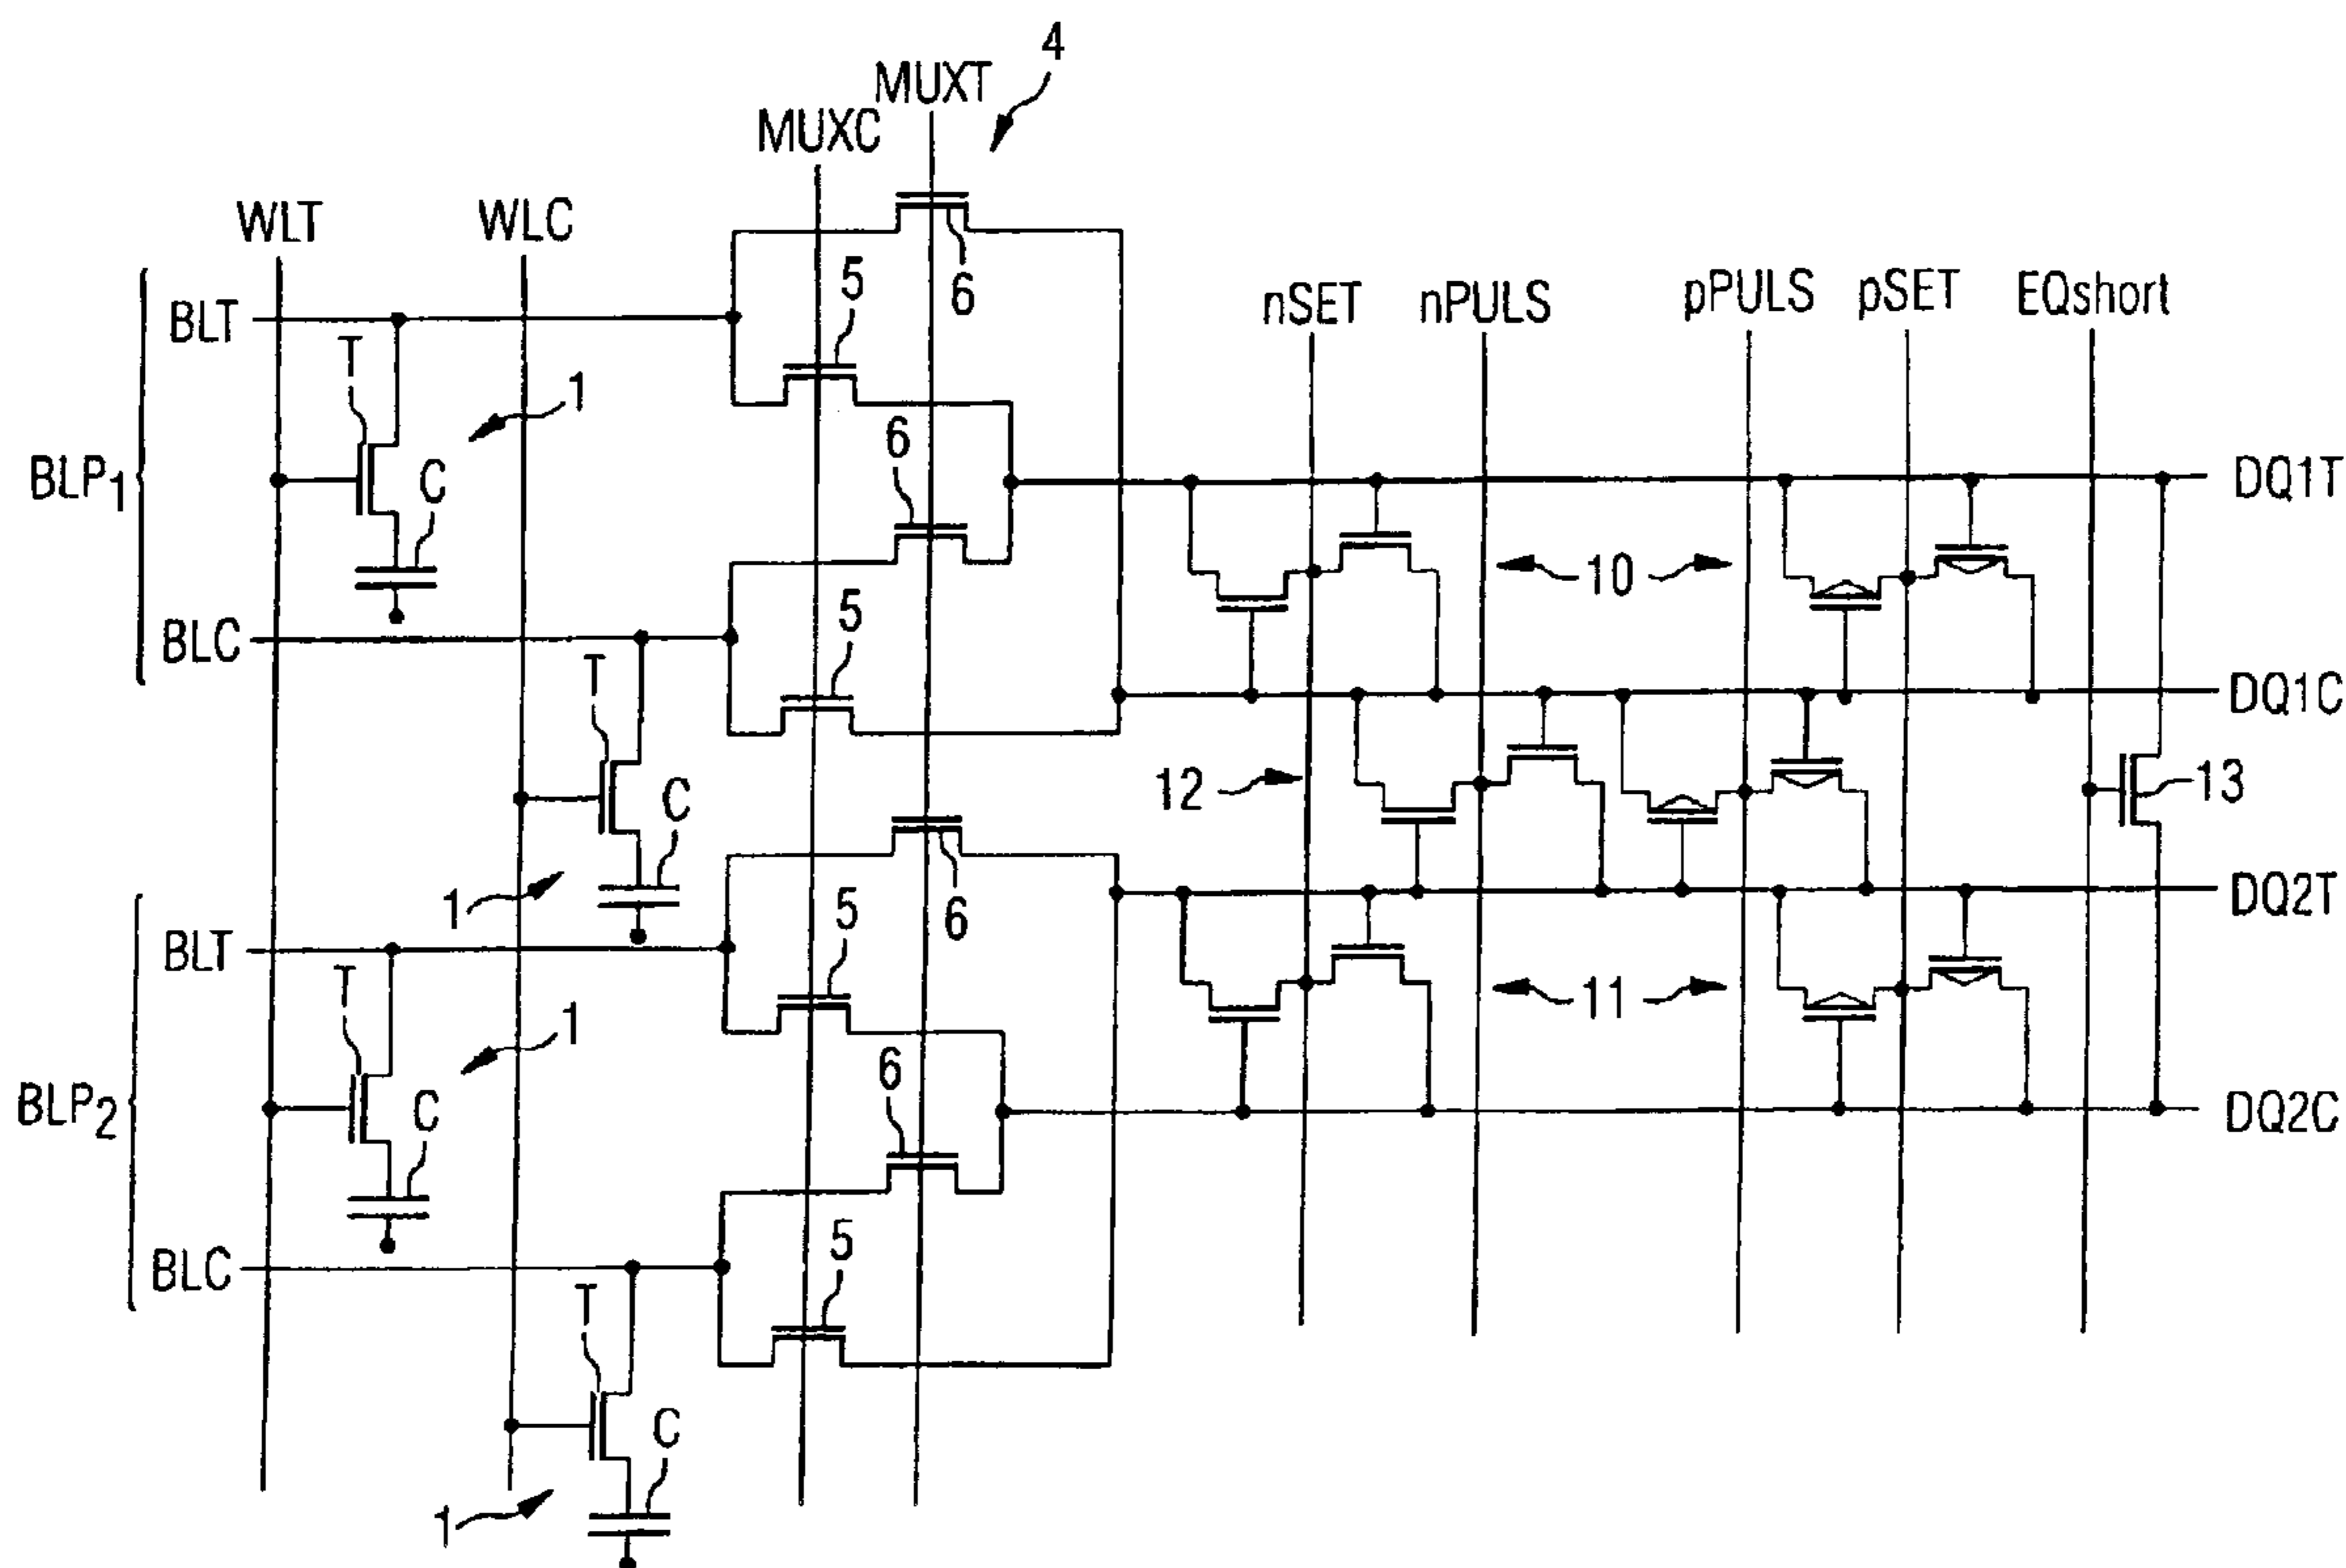 4
MUXT
MUXC
WLT
WLC
6
5
nSET
nPULS
pPULS
pSET
EQshort
BLT
T
1
6
BLP1
C
DQ1T
10
5
BLC
T
DQ1C
12
13
C
1
6
5
DQ2T
BLT
T
1
11
6
BLP2
C
DQ2C
5
BLC
T
C
1